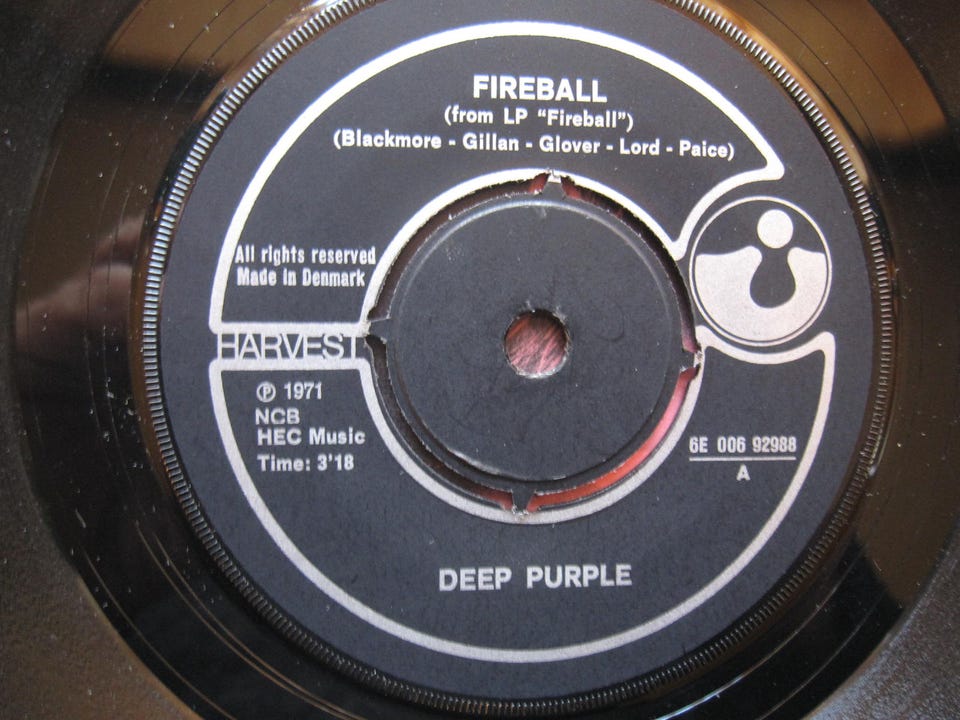 FIREBALL
(from LP "Fireball")
(Blackmore - Gillan - Glover - Lord - Paice)
All rights reserved
Made in Denmark
HARVEST
℗ 1971
NCB
HEC Music
Time: 3'18
6E 006 92988
A
DEEP PURPLE